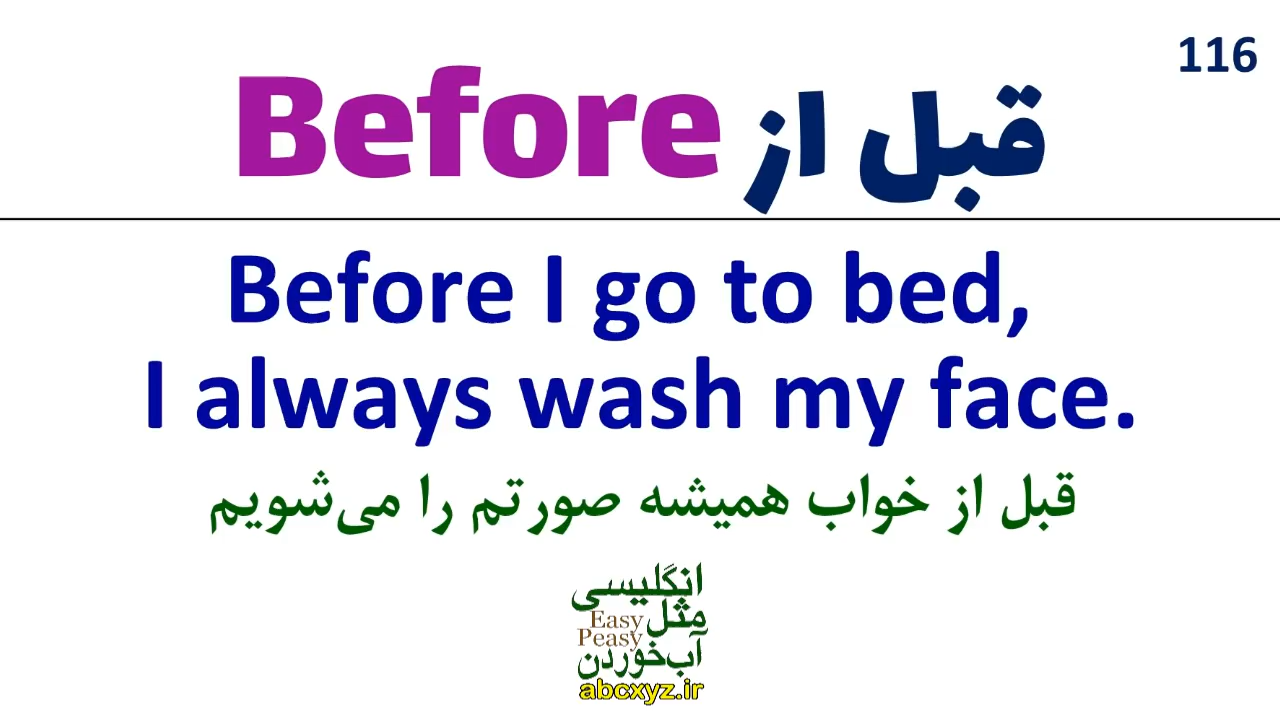 116
Before قبل از
Before I go to bed,
I always wash my face.
قبل از خواب همیشه صورتم را می‌شویم
انگلیسی
مثل Easy
Peasy
آب‌خوردن
abcxyz.ir